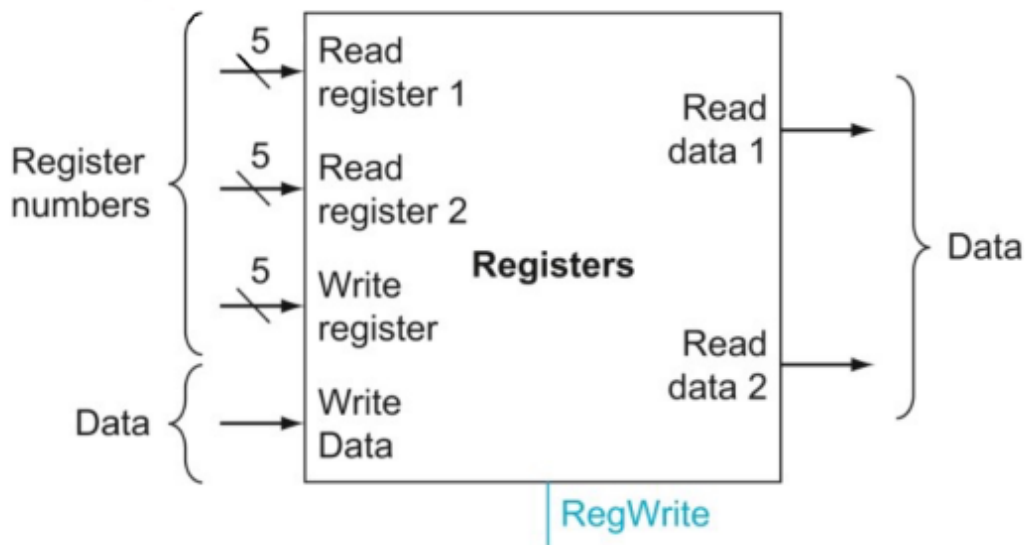 5
Read
register 1
5
Read
register 2
5
Write
register
Write
Data
Register
numbers
Data
Registers
Read
data 1
Read
data 2
Data
RegWrite